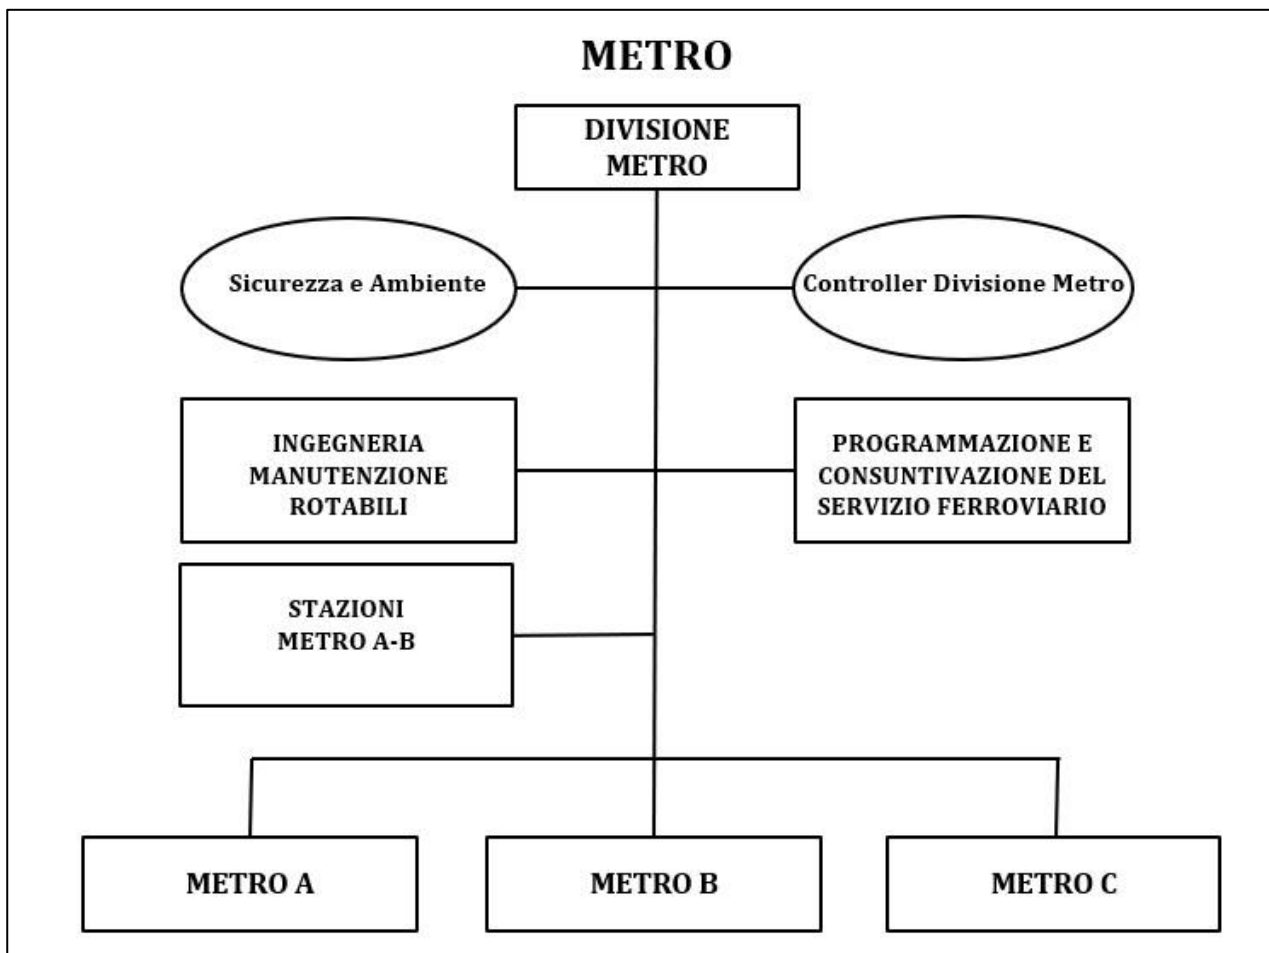 METRO
DIVISIONE
METRO
Sicurezza e Ambiente
Controller Divisione Metro
INGEGNERIA
MANUTENZIONE
ROTABILI
PROGRAMMAZIONE E
CONSUNTIVAZIONE DEL
SERVIZIO FERROVIARIO
STAZIONI
METRO A-B
METRO A
METRO B
METRO C